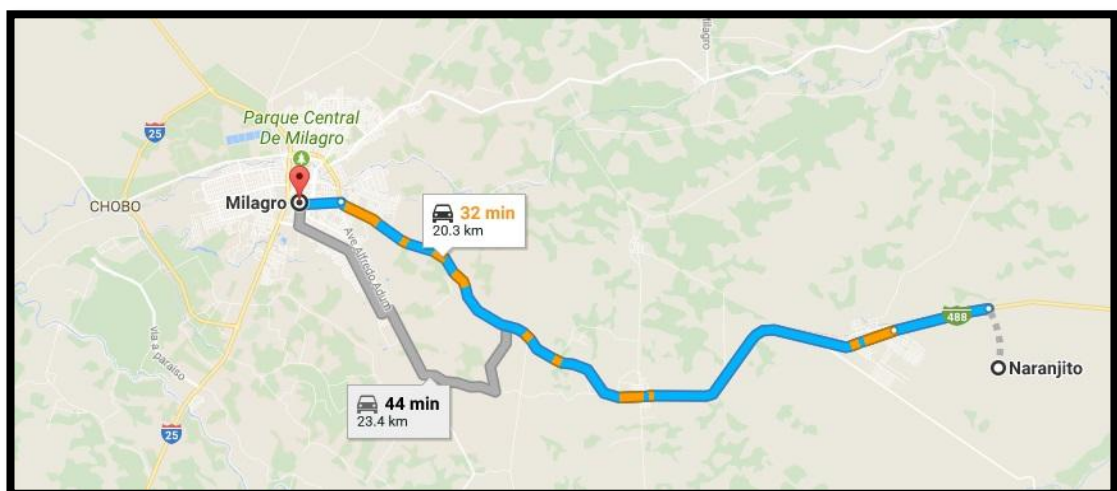 Milagro
Parque Central
De Milagro
25
CHOBO
Milagro
32 min
20.3 km
Ave Alfredo Adum
488
Naranjito
via a paraiso
44 min
23.4 km
25